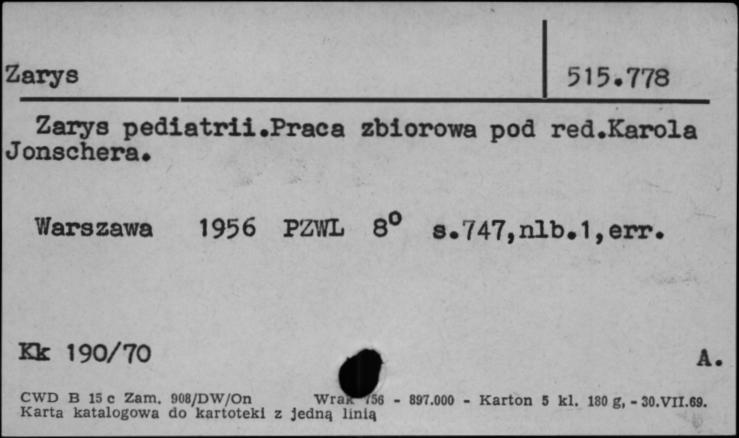 Zarys 515.778
Zarys pediatrii.Praca zbiorowa pod red.Karola
Jonschera.
Warszawa 1956 PZWL 8° s.747,nlb.1,err.
Kk 190/70 A.
CWD B 15 c Zam. 908/DW/On 756 - 897.000 - Karton 5 kl. 180 g, - 30.VII.69.
Karta katalogowa do kartoteki z jedną linią